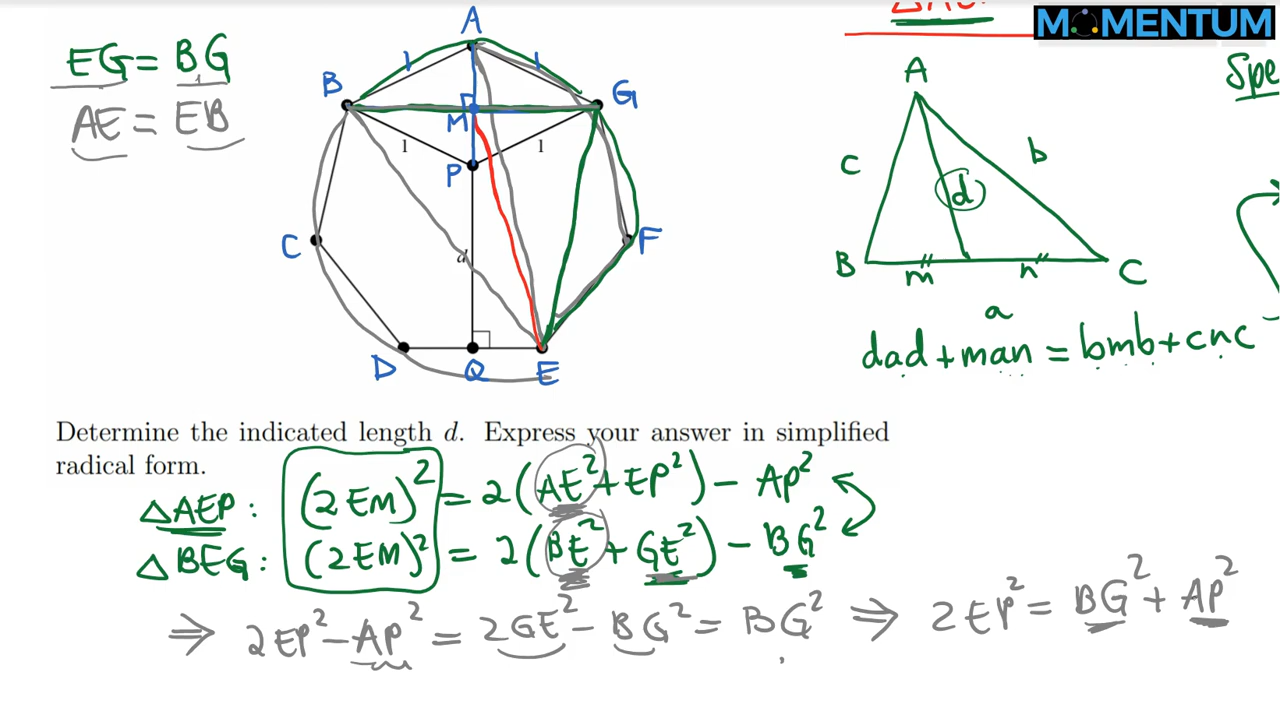 MOMENTUM
EG = BG
AE = EB
A
B
G
1
1
M
1
1
P
C
F
d
D
Q
E
A
Spe
c
b
d
B
m
n
C
a
dad + man = bmb + cnc
Determine the indicated length d. Express your answer in simplified
radical form.
△AEP: (2EM)² = 2(AE² + EP²) − AP²
△BEG: (2EM)² = 2(BE² + GE²) − BG²
⇒ 2EP² − AP² = 2GE² − BG² = BG² ⇒ 2EP² = BG² + AP²